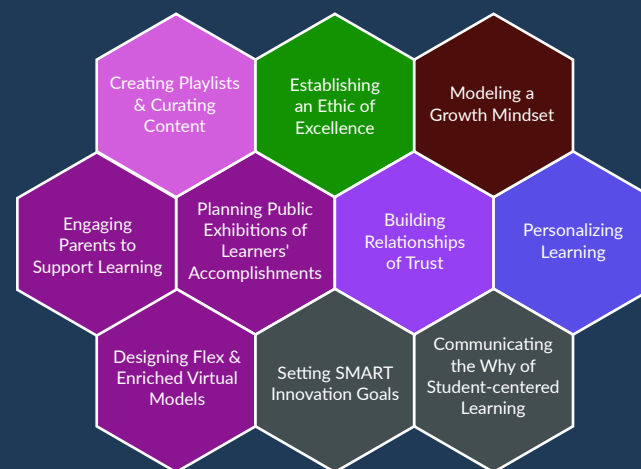 Creating Playlists
& Curating
Content
Establishing
an Ethic of
Excellence
Modeling a
Growth Mindset
Engaging
Parents to
Support Learning
Planning Public
Exhibitions of
Learners'
Accomplishments
Building
Relationships
of Trust
Personalizing
Learning
Designing Flex &
Enriched Virtual
Models
Setting SMART
Innovation Goals
Communicating
the Why of
Student-centered
Learning